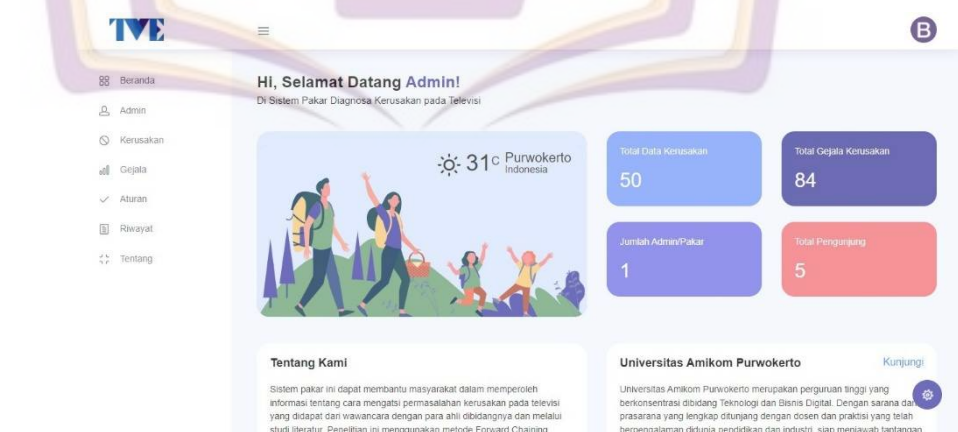 TVE
B
Beranda
Admin
Kerusakan
Gejala
Aturan
Riwayat
Tentang
Hi, Selamat Datang Admin!
Di Sistem Pakar Diagnosa Kerusakan pada Televisi
31 C Purwokerto
Indonesia
Total Data Kerusakan
50
Total Gejala Kerusakan
84
Jumlah Admin/Pakar
1
Total Pengunjung
5
Tentang Kami
Sistem pakar ini dapat membantu masyarakat dalam memperoleh
informasi tentang cara mengatsi permasalahan kerusakan pada televisi
yang didapat dari wawancara dengan para ahli dibidangnya dan melalui
studi literatur. Penelitian ini menggunakan metode Forward Chaining
Universitas Amikom Purwokerto
Kunjungi
Universitas Amikom Purwokerto merupakan perguruan tinggi yang
berkonsentrasi dibidang Teknologi dan Bisnis Digital. Dengan sarana dan
prasarana yang lengkap ditunjang dengan dosen dan praktisi yang telah
berpengalaman didunia pendidikan dan industri, siap menjawab tantangan